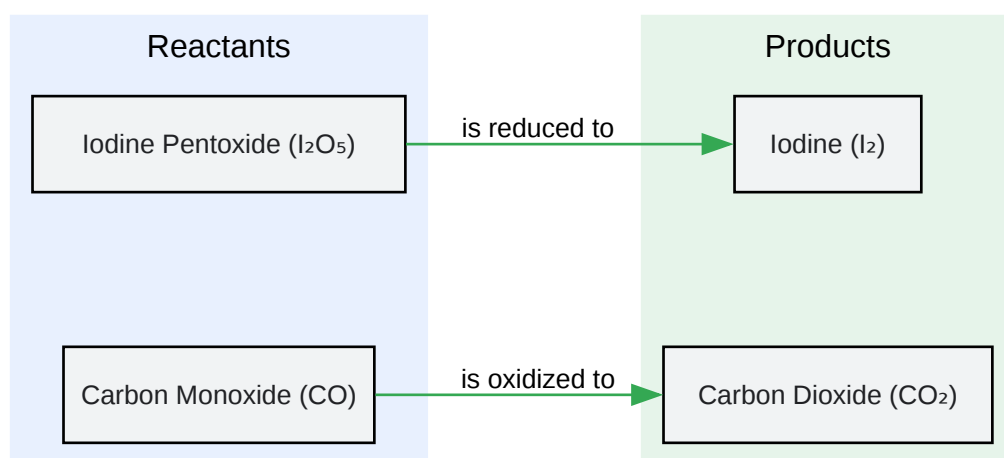 Reactants
Products
Iodine Pentoxide (I₂O₅)
is reduced to
Iodine (I₂)
Carbon Monoxide (CO)
is oxidized to
Carbon Dioxide (CO₂)